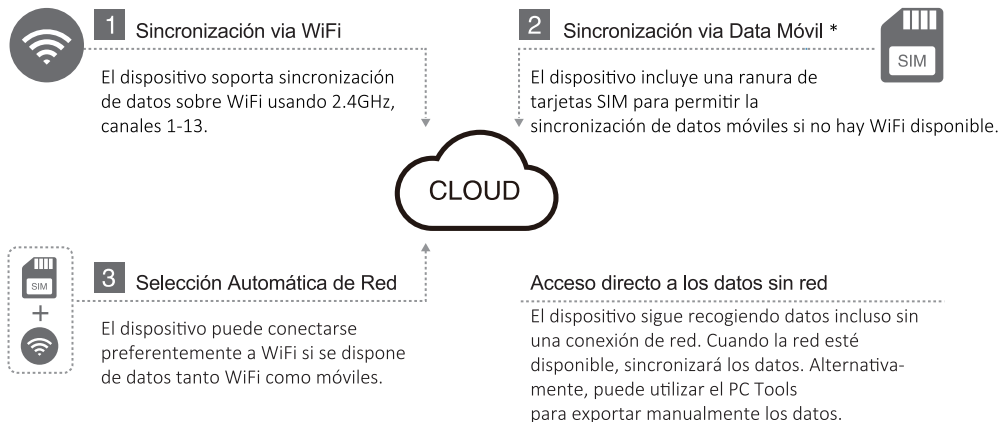 1 Sincronización via WiFi
El dispositivo soporta sincronización
de datos sobre WiFi usando 2.4GHz,
canales 1-13.
2 Sincronización via Data Móvil *
SIM
El dispositivo incluye una ranura de
tarjetas SIM para permitir la
sincronización de datos móviles si no hay WiFi disponible.
CLOUD
SIM
+
3 Selección Automática de Red
El dispositivo puede conectarse
preferentemente a WiFi si se dispone
de datos tanto WiFi como móviles.
Acceso directo a los datos sin red
El dispositivo sigue recogiendo datos incluso sin
una conexión de red. Cuando la red esté
disponible, sincronizará los datos. Alternativa-
mente, puede utilizar el PC Tools
para exportar manualmente los datos.